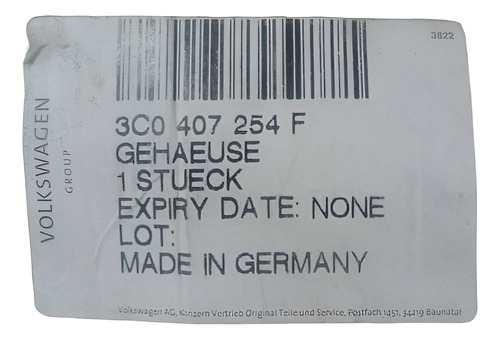 3822
VOLKSWAGEN
GROUP
3C0 407 254 F
GEHAEUSE
1 STUECK
EXPIRY DATE: NONE
LOT:
MADE IN GERMANY
Volkswagen AG, Konzern Vertrieb Original Teile und Service, Postfach 1451, 34219 Baunatal